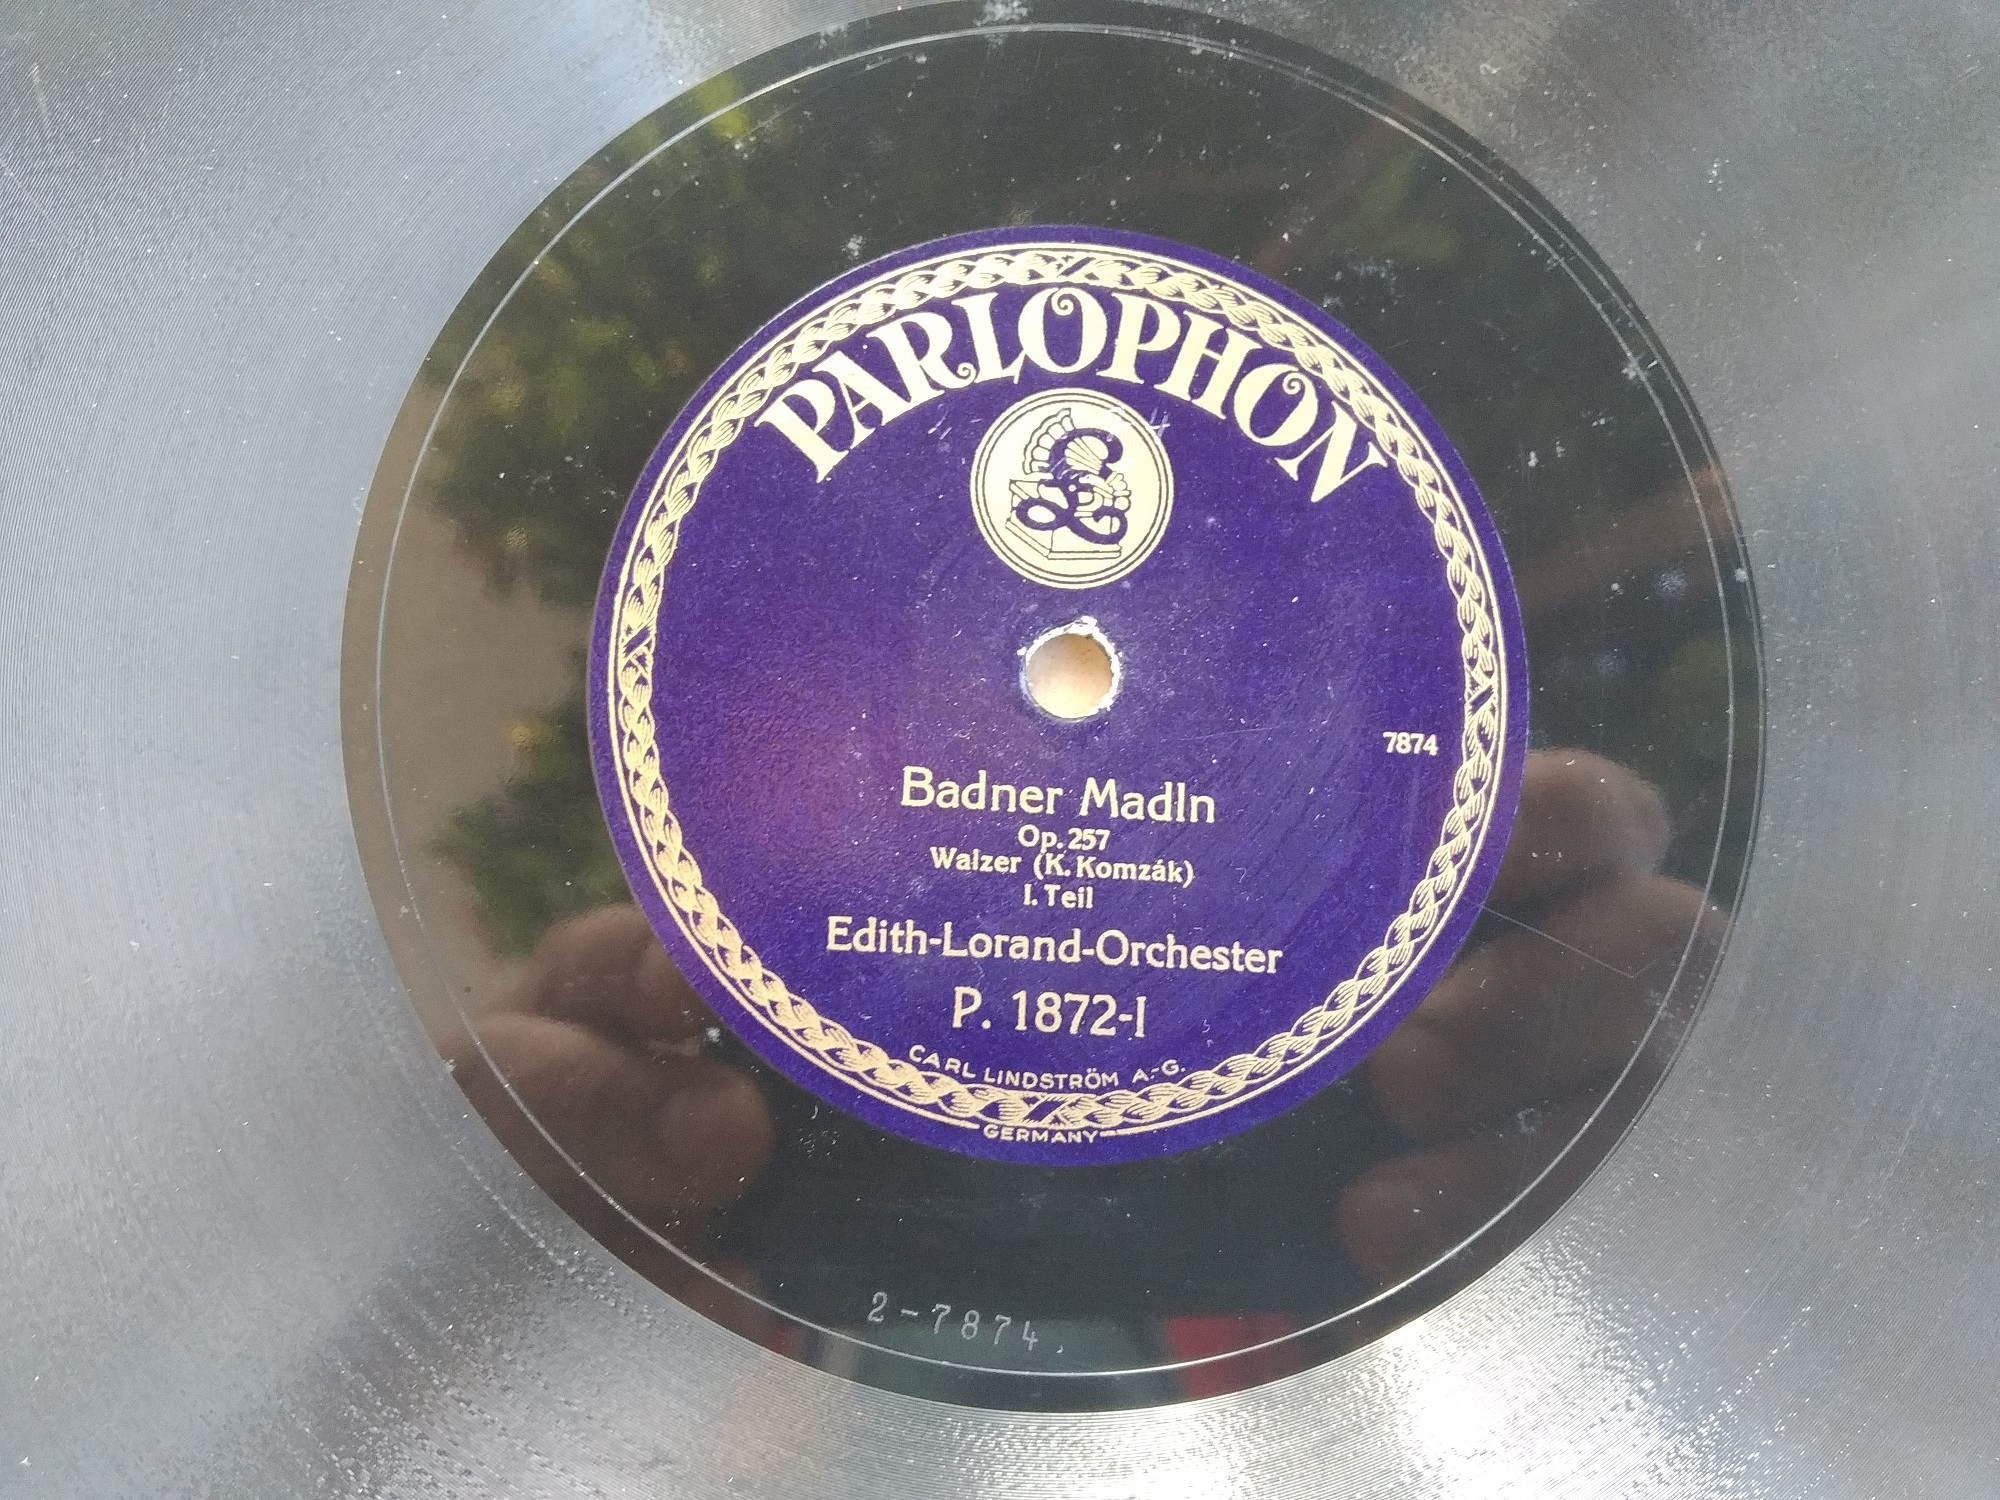 PARLOPHON
7874
Badner Madln
Op. 257
Walzer (K. Komzák)
I. Teil
Edith-Lorand-Orchester
P. 1872-I
CARL LINDSTRÖM A.-G.
GERMANY
2-7874